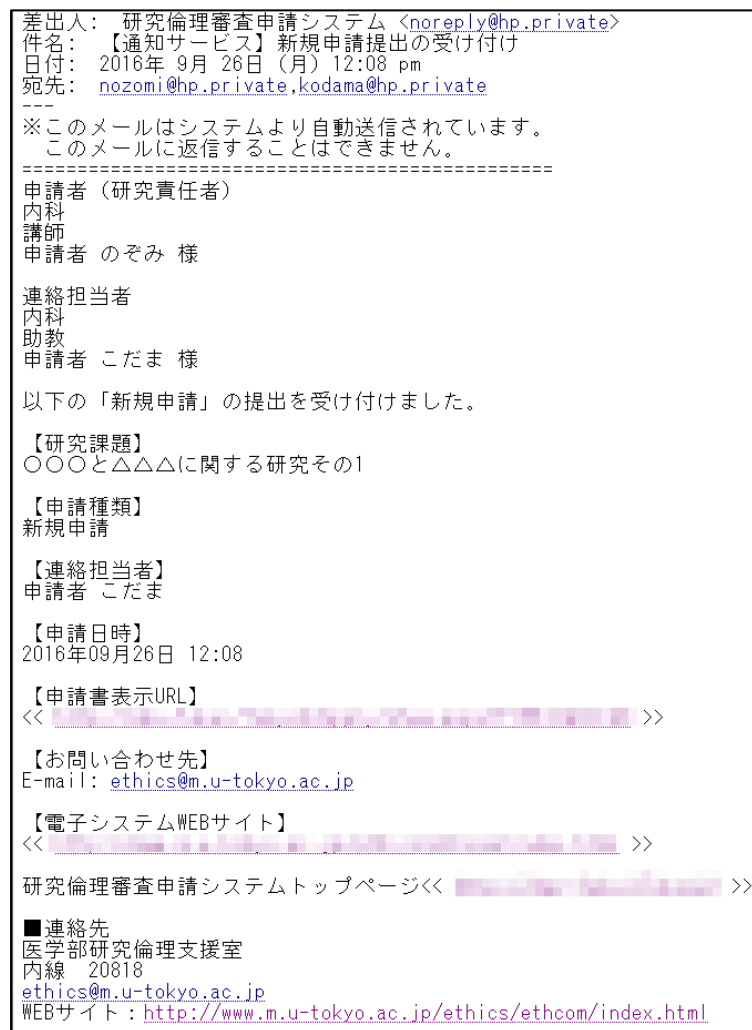 差出人: 研究倫理審査申請システム <noreply@hp.private>
件名: 【通知サービス】新規申請提出の受け付け
日付: 2016年 9月 26日 (月) 12:08 pm
宛先: nozomi@hp.private,kodama@hp.private
---
※このメールはシステムより自動送信されています。
このメールに返信することはできません。
===============================================
申請者(研究責任者)
内科
講師
申請者 のぞみ 様
連絡担当者
内科
助教
申請者 こだま 様
以下の「新規申請」の提出を受け付けました。
【研究課題】
○○○と△△△に関する研究その1
【申請種類】
新規申請
【連絡担当者】
申請者 こだま
【申請日時】
2016年09月26日 12:08
【申請書表示URL】
<< >>
【お問い合わせ先】
E-mail: ethics@m.u-tokyo.ac.jp
【電子システムWEBサイト】
<< >>
研究倫理審査申請システムトップページ<< >>
■連絡先
医学部研究倫理支援室
内線 20818
ethics@m.u-tokyo.ac.jp
WEBサイト:http://www.m.u-tokyo.ac.jp/ethics/ethcom/index.html